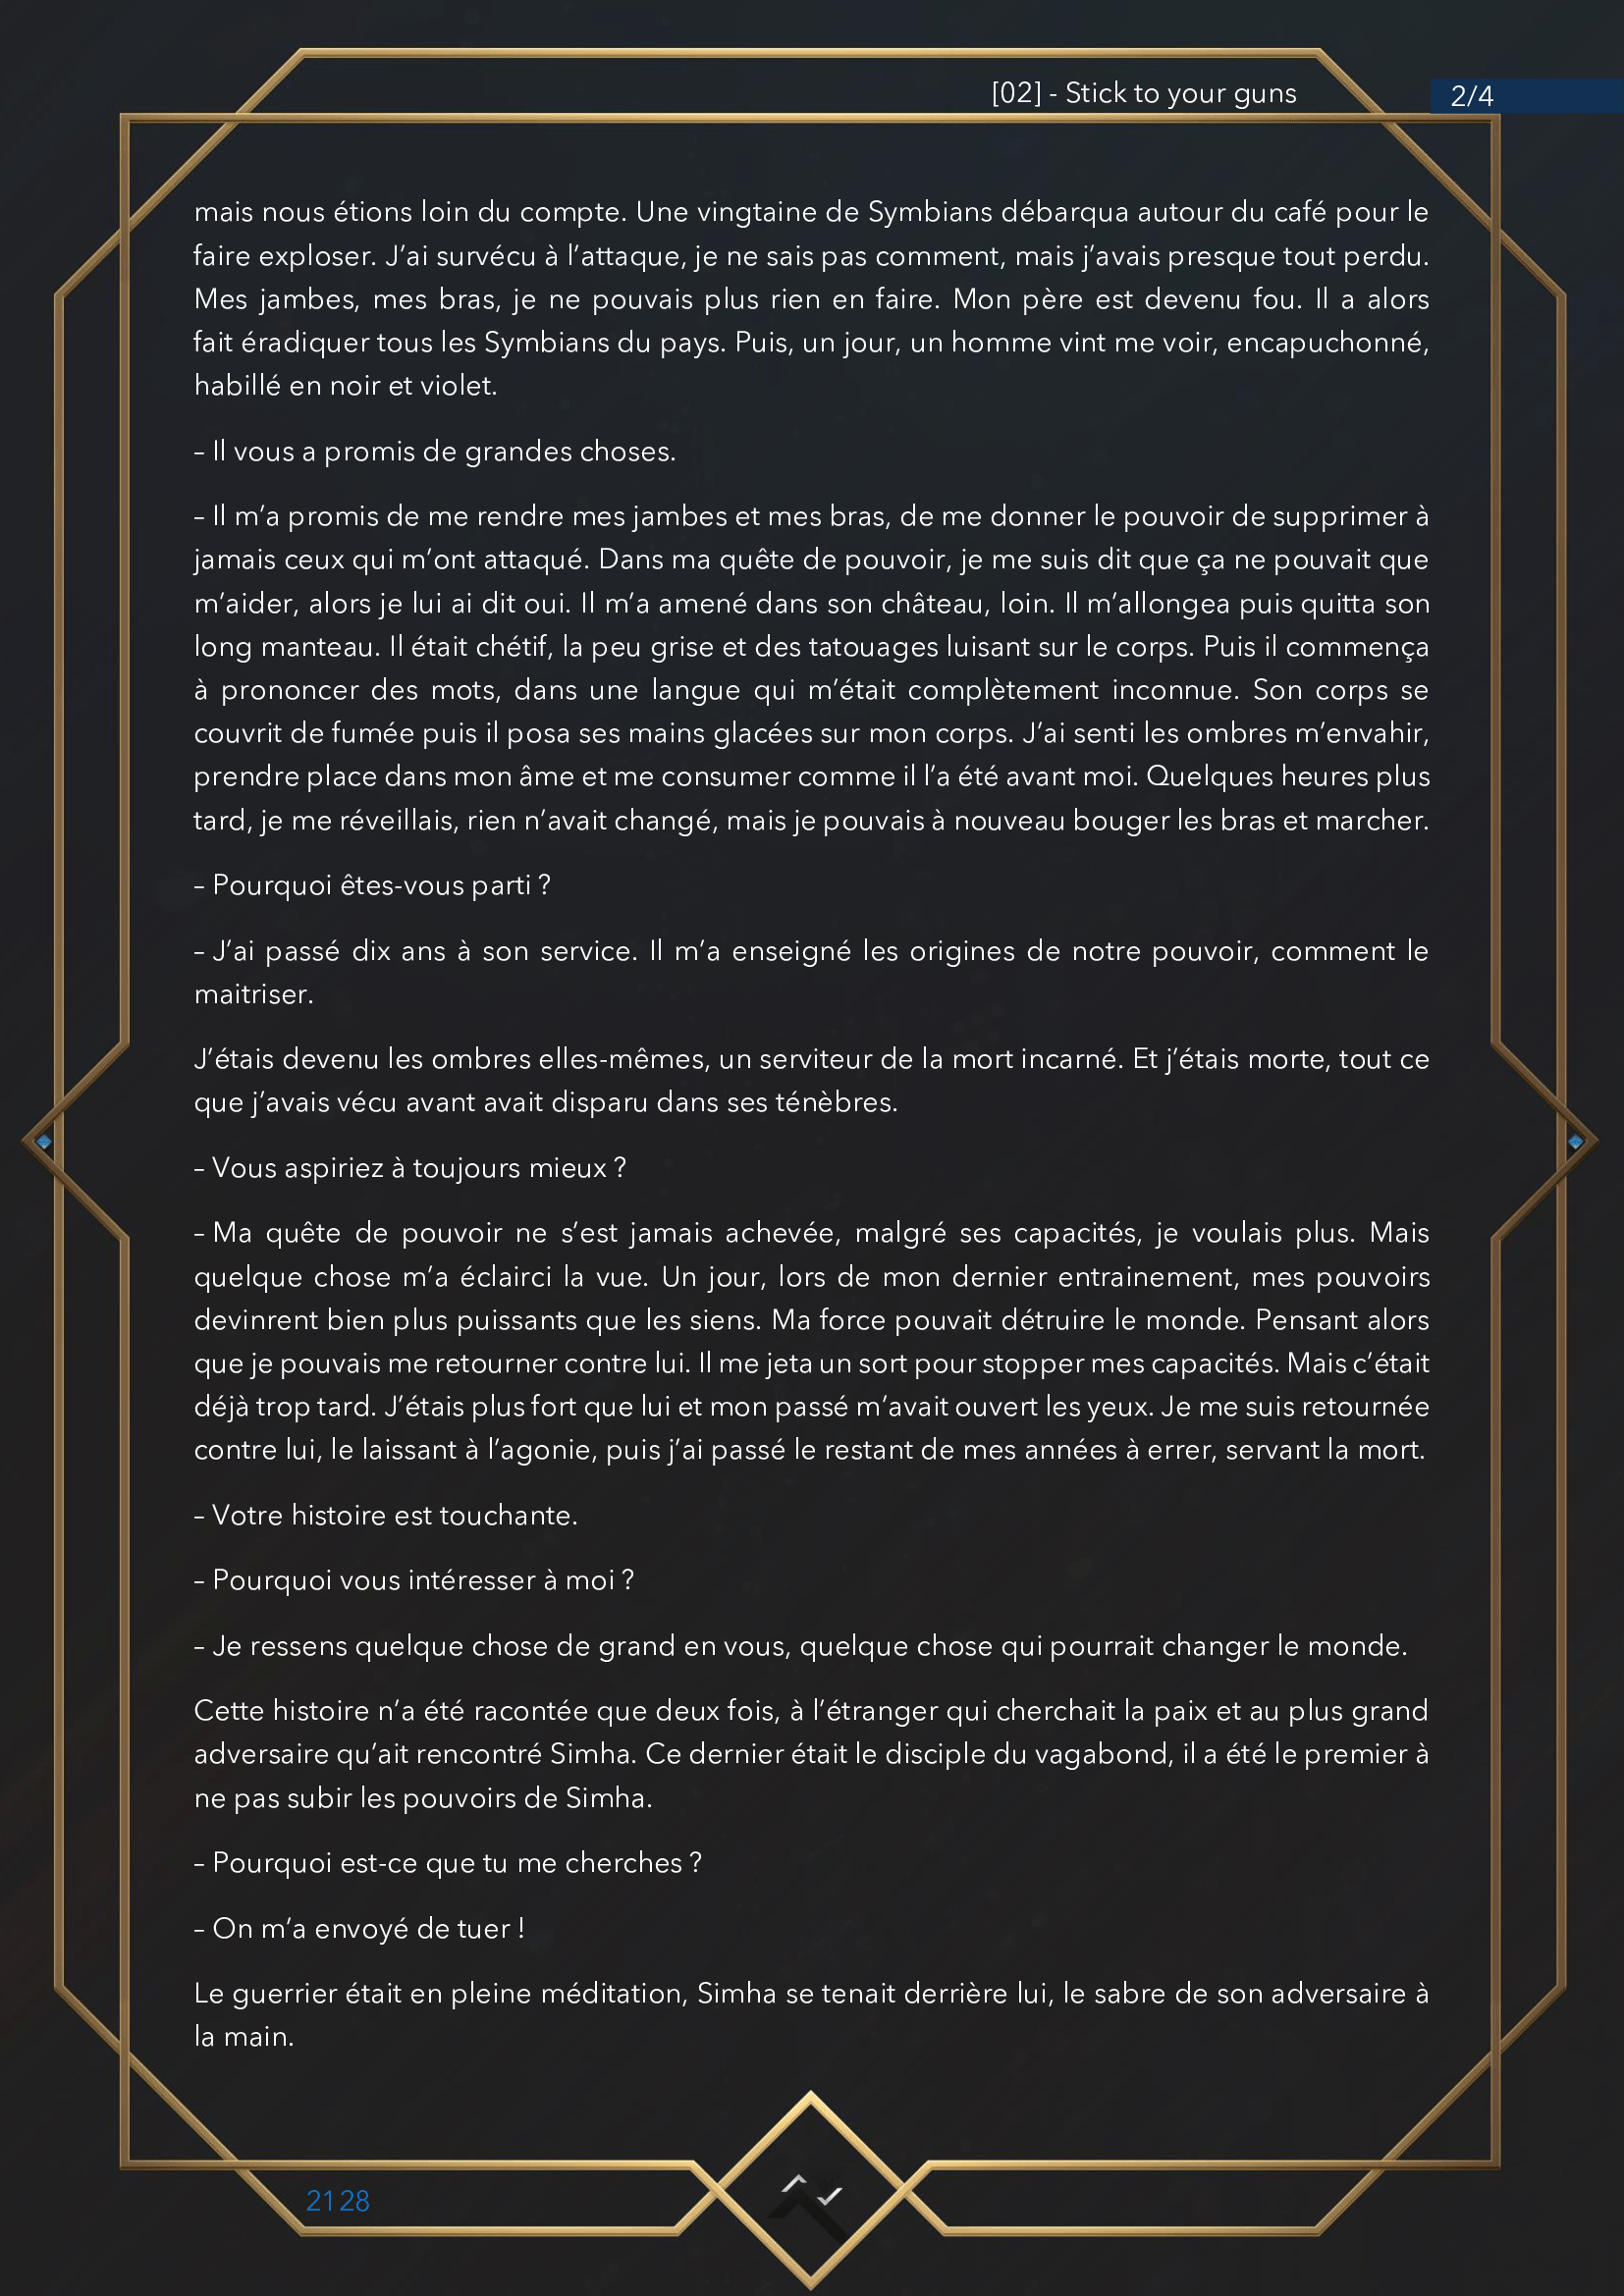 [02] - Stick to your guns
2/4
mais nous étions loin du compte. Une vingtaine de Symbians débarqua autour du café pour le
faire exploser. J’ai survécu à l’attaque, je ne sais pas comment, mais j’avais presque tout perdu.
Mes jambes, mes bras, je ne pouvais plus rien en faire. Mon père est devenu fou. Il a alors
fait éradiquer tous les Symbians du pays. Puis, un jour, un homme vint me voir, encapuchonné,
habillé en noir et violet.
– Il vous a promis de grandes choses.
– Il m’a promis de me rendre mes jambes et mes bras, de me donner le pouvoir de supprimer à
jamais ceux qui m’ont attaqué. Dans ma quête de pouvoir, je me suis dit que ça ne pouvait que
m’aider, alors je lui ai dit oui. Il m’a amené dans son château, loin. Il m’allongea puis quitta son
long manteau. Il était chétif, la peu grise et des tatouages luisant sur le corps. Puis il commença
à prononcer des mots, dans une langue qui m’était complètement inconnue. Son corps se
couvrit de fumée puis il posa ses mains glacées sur mon corps. J’ai senti les ombres m’envahir,
prendre place dans mon âme et me consumer comme il l’a été avant moi. Quelques heures plus
tard, je me réveillais, rien n’avait changé, mais je pouvais à nouveau bouger les bras et marcher.
– Pourquoi êtes-vous parti ?
– J’ai passé dix ans à son service. Il m’a enseigné les origines de notre pouvoir, comment le
maitriser.
J’étais devenu les ombres elles-mêmes, un serviteur de la mort incarné. Et j’étais morte, tout ce
que j’avais vécu avant avait disparu dans ses ténèbres.
– Vous aspiriez à toujours mieux ?
– Ma quête de pouvoir ne s’est jamais achevée, malgré ses capacités, je voulais plus. Mais
quelque chose m’a éclairci la vue. Un jour, lors de mon dernier entrainement, mes pouvoirs
devinrent bien plus puissants que les siens. Ma force pouvait détruire le monde. Pensant alors
que je pouvais me retourner contre lui. Il me jeta un sort pour stopper mes capacités. Mais c’était
déjà trop tard. J’étais plus fort que lui et mon passé m’avait ouvert les yeux. Je me suis retournée
contre lui, le laissant à l’agonie, puis j’ai passé le restant de mes années à errer, servant la mort.
– Votre histoire est touchante.
– Pourquoi vous intéresser à moi ?
– Je ressens quelque chose de grand en vous, quelque chose qui pourrait changer le monde.
Cette histoire n’a été racontée que deux fois, à l’étranger qui cherchait la paix et au plus grand
adversaire qu’ait rencontré Simha. Ce dernier était le disciple du vagabond, il a été le premier à
ne pas subir les pouvoirs de Simha.
– Pourquoi est-ce que tu me cherches ?
– On m’a envoyé de tuer !
Le guerrier était en pleine méditation, Simha se tenait derrière lui, le sabre de son adversaire à
la main.
2128